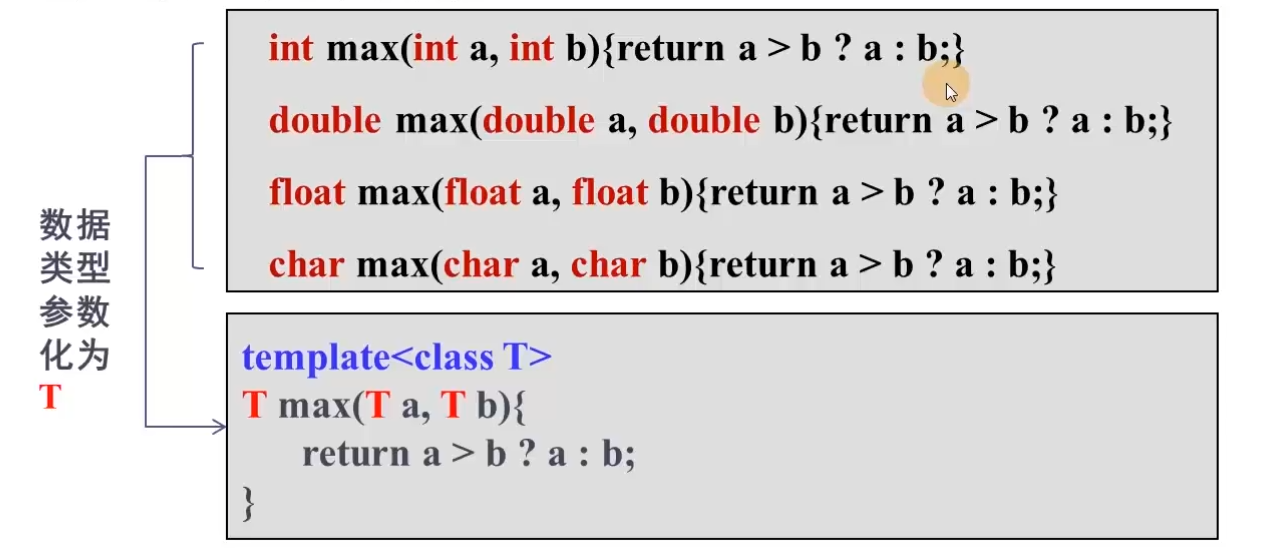 int max(int a, int b){return a > b ? a : b;}
double max(double a, double b){return a > b ? a : b;}
float max(float a, float b){return a > b ? a : b;}
char max(char a, char b){return a > b ? a : b;}
数据
类型
参数
化为
T
template<class T>
T max(T a, T b){
return a > b ? a : b;
}